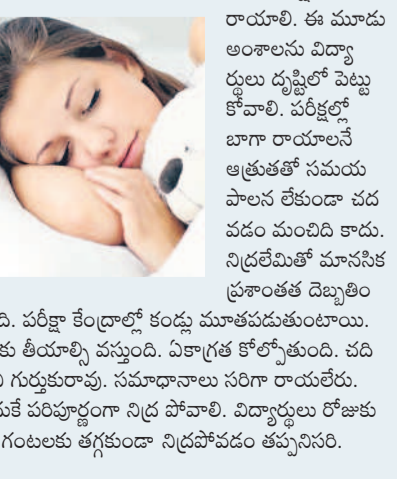 రాయాలి. ఈ మూడు
అంశాలను విద్యా
ర్థులు దృష్టిలో పెట్టు
కోవాలి. పరీక్షల్లో
బాగా రాయాలనే
ఆత్రుతతో సమయ
పాలన లేకుండా చద
వడం మంచిది కాదు.
నిద్రలేమితో మానసిక
ప్రశాంతత దెబ్బతిం
ది. పరీక్షా కేంద్రాల్లో కండ్లు మూతపడుతుంటాయి.
కు తీయాల్సి వస్తుంది. ఏకాగ్రత కోల్పోతుంది. చది
గుర్తుకురావు. సమాధానాలు సరిగా రాయలేరు.
కే పరిపూర్ణంగా నిద్ర పోవాలి. విద్యార్థులు రోజుకు
గంటలకు తగ్గకుండా నిద్రపోవడం తప్పనిసరి.